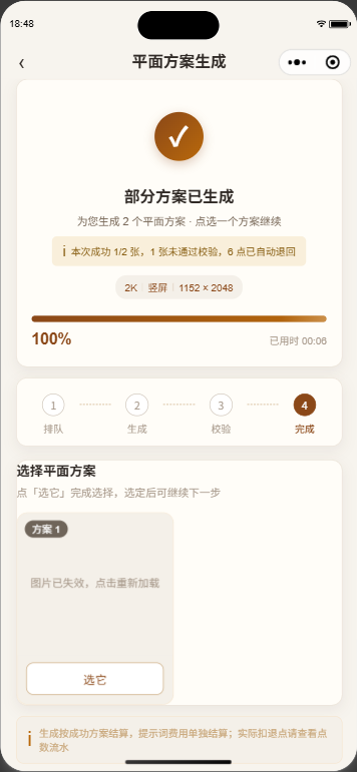 18:48
平面方案生成
部分方案已生成
为您生成 2 个平面方案 · 点选一个方案继续
本次成功 1/2 张，1 张未通过校验，6 点已自动退回
2K 竖屏 1152 × 2048
100%
已用时 00:06
1 2 3 4
排队 生成 校验 完成
选择平面方案
点「选它」完成选择，选定后可继续下一步
方案 1
图片已失效，点击重新加载
选它
生成按成功方案结算，提示词费用单独结算；实际扣退点请查看点
数流水